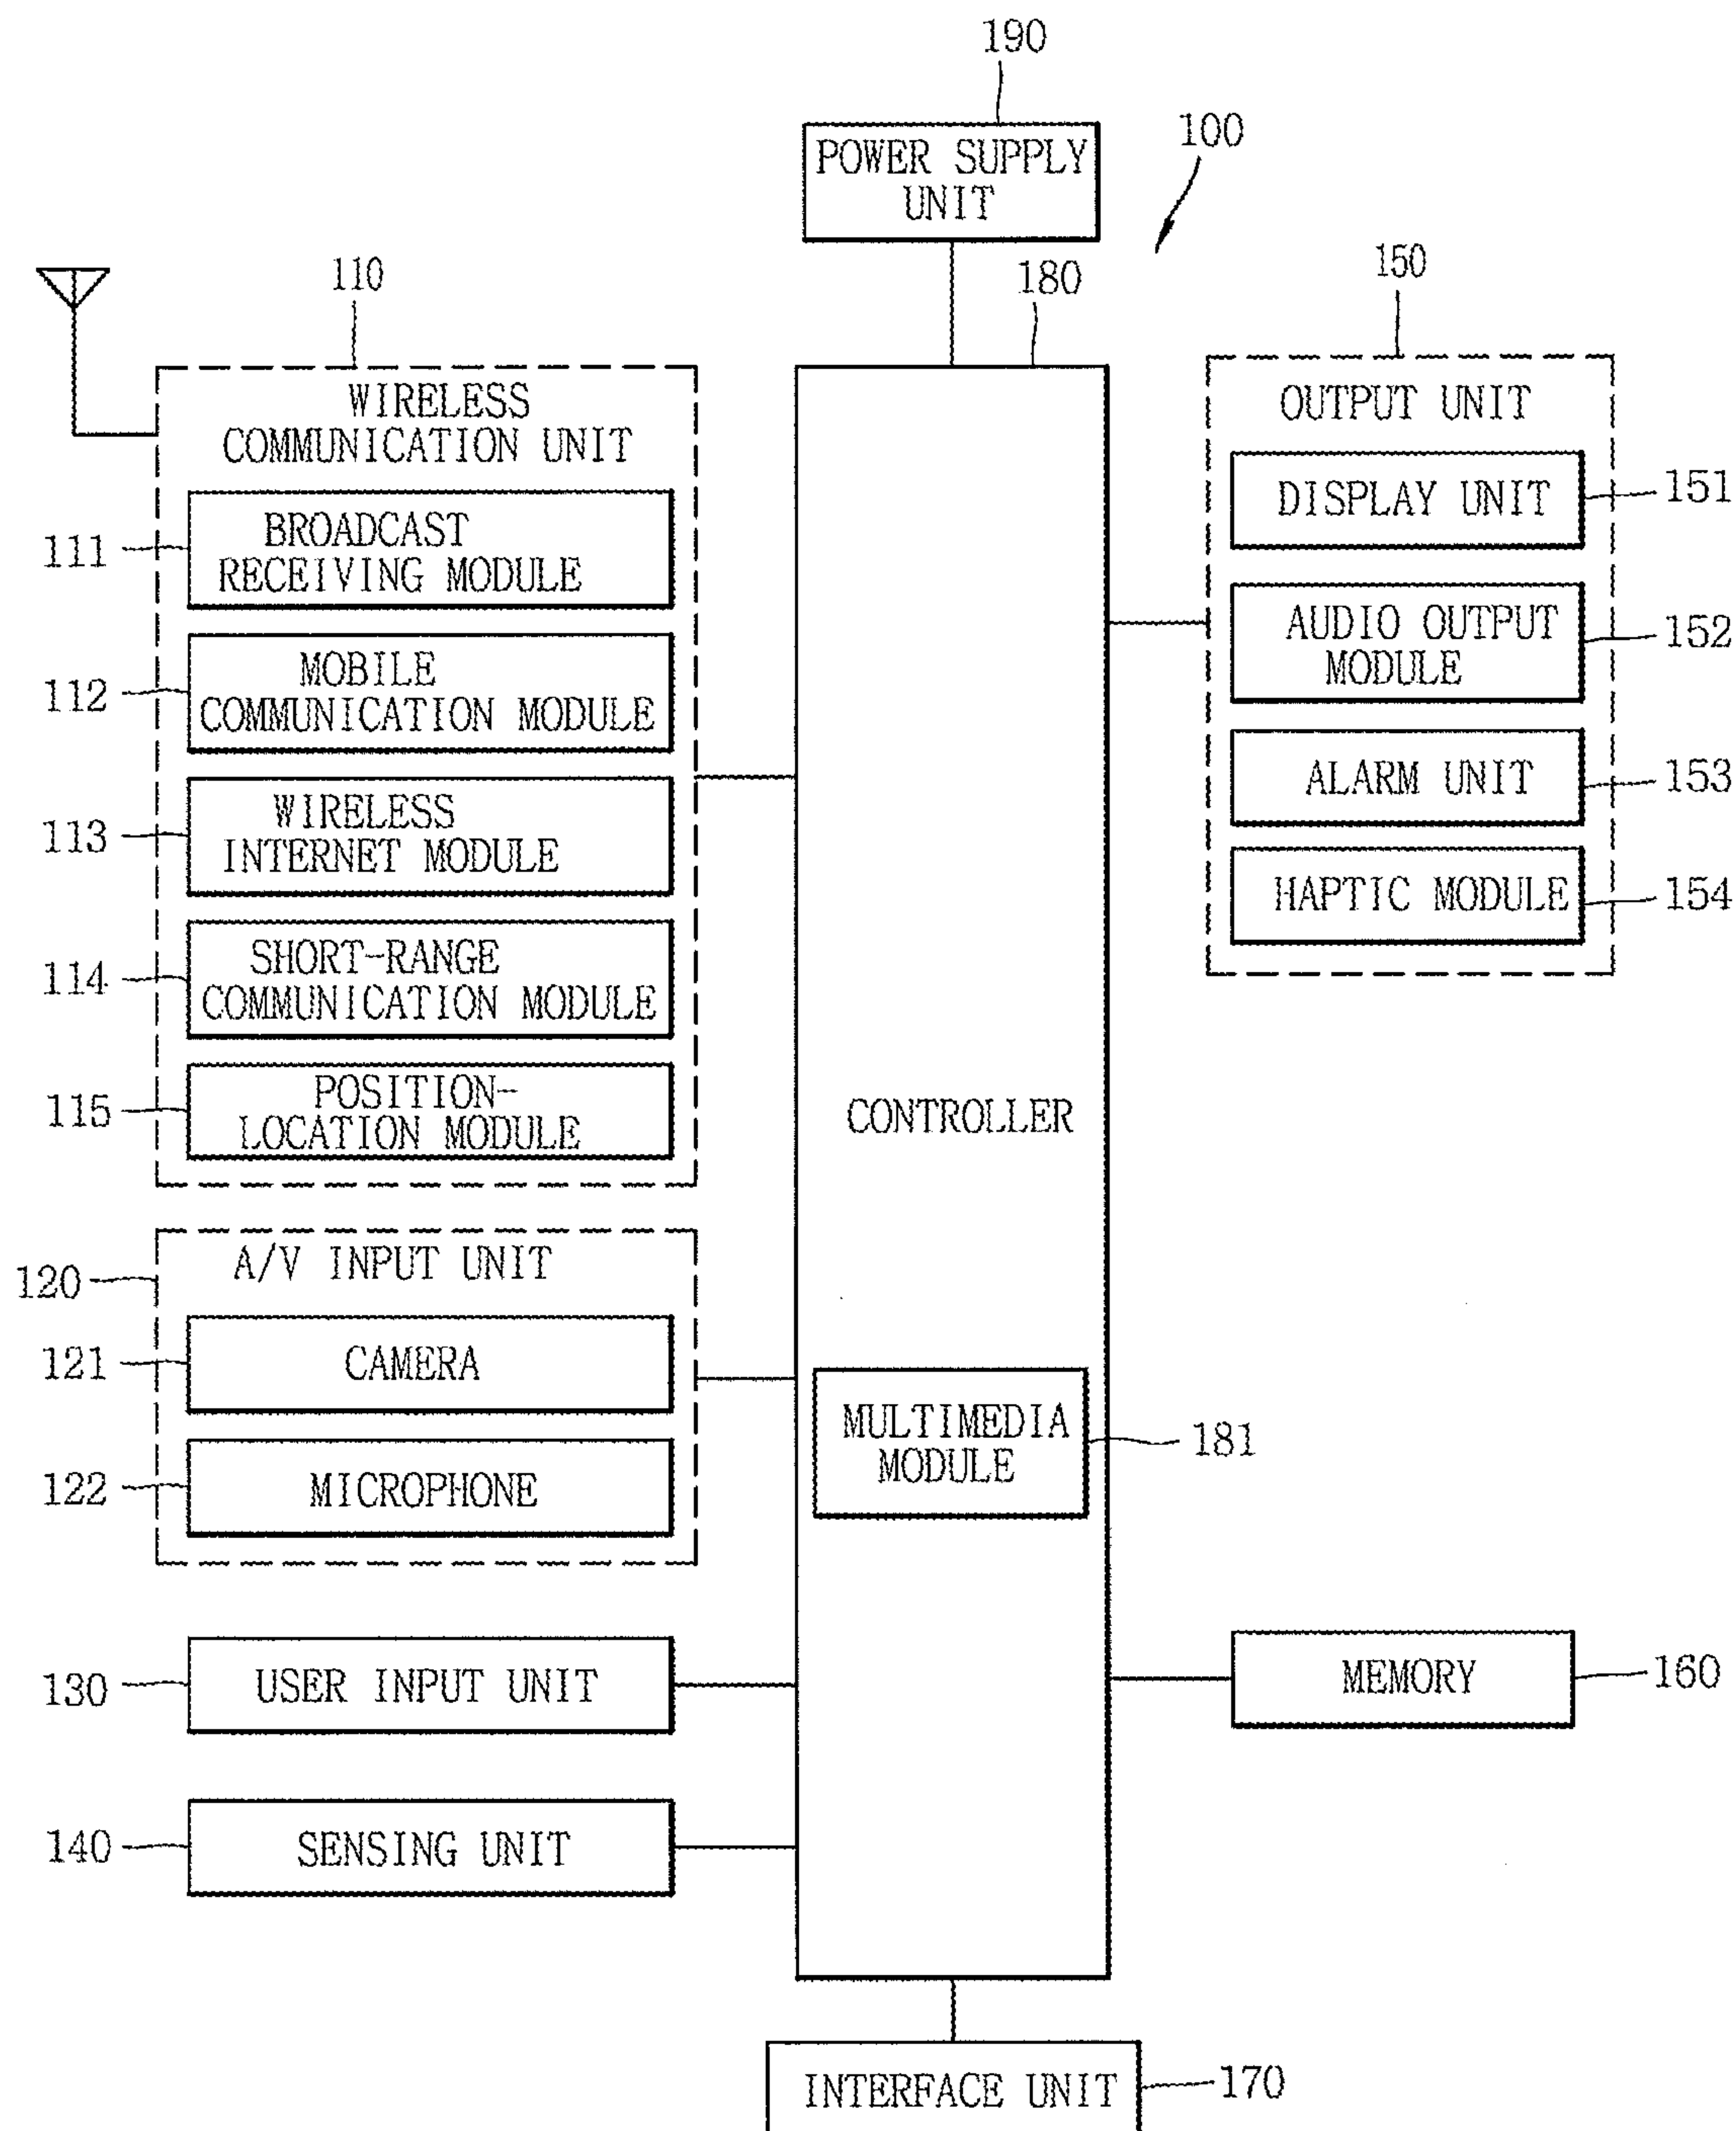 190
POWER SUPPLY
UNIT
100
180
110
WIRELESS
COMMUNICATION UNIT
111
BROADCAST
RECEIVING MODULE
112
MOBILE
COMMUNICATION MODULE
113
WIRELESS
INTERNET MODULE
114
SHORT-RANGE
COMMUNICATION MODULE
115
POSITION-
LOCATION MODULE
120
A/V INPUT UNIT
121
CAMERA
122
MICROPHONE
130
USER INPUT UNIT
140
SENSING UNIT
CONTROLLER
MULTIMEDIA
MODULE
181
150
OUTPUT UNIT
DISPLAY UNIT
151
AUDIO OUTPUT
MODULE
152
ALARM UNIT
153
HAPTIC MODULE
154
MEMORY
160
INTERFACE UNIT
170